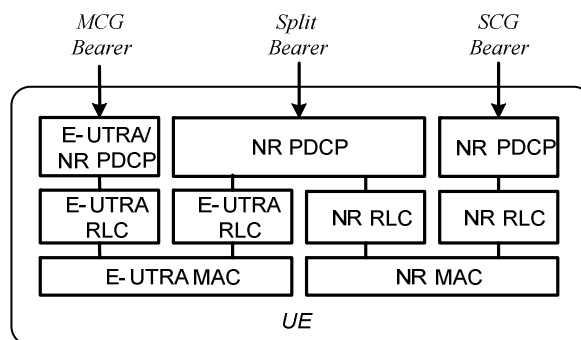 MCG
Bearer
Split
Bearer
SCG
Bearer
E-UTRA/
NR PDCP
NR PDCP
NR PDCP
E-UTRA
RLC
E-UTRA
RLC
NR RLC
NR RLC
E-UTRA MAC
NR MAC
UE